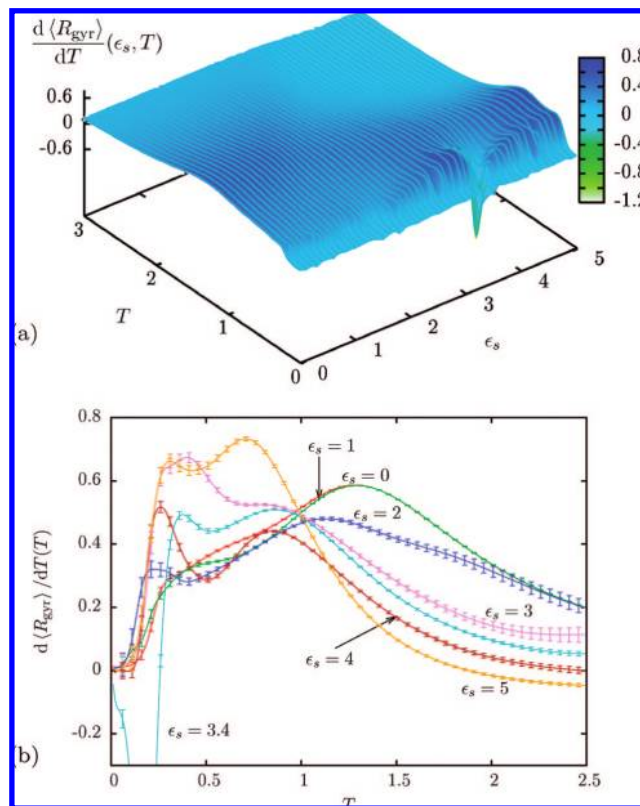 d ⟨R_gyr⟩
dT
(ϵ_s, T)
0.6
0
-0.6
3
2
1
0
T
0
1
2
3
4
5
ϵ_s
0.8
0.4
0
-0.4
-0.8
-1.2
(a)
0.8
0.6
0.4
0.2
0
-0.2
d ⟨R_gyr⟩ /dT(T)
ϵ_s = 1
ϵ_s = 0
ϵ_s = 2
ϵ_s = 3
ϵ_s = 4
ϵ_s = 5
ϵ_s = 3.4
(b)
0 0.5 1 1.5 2 2.5
T